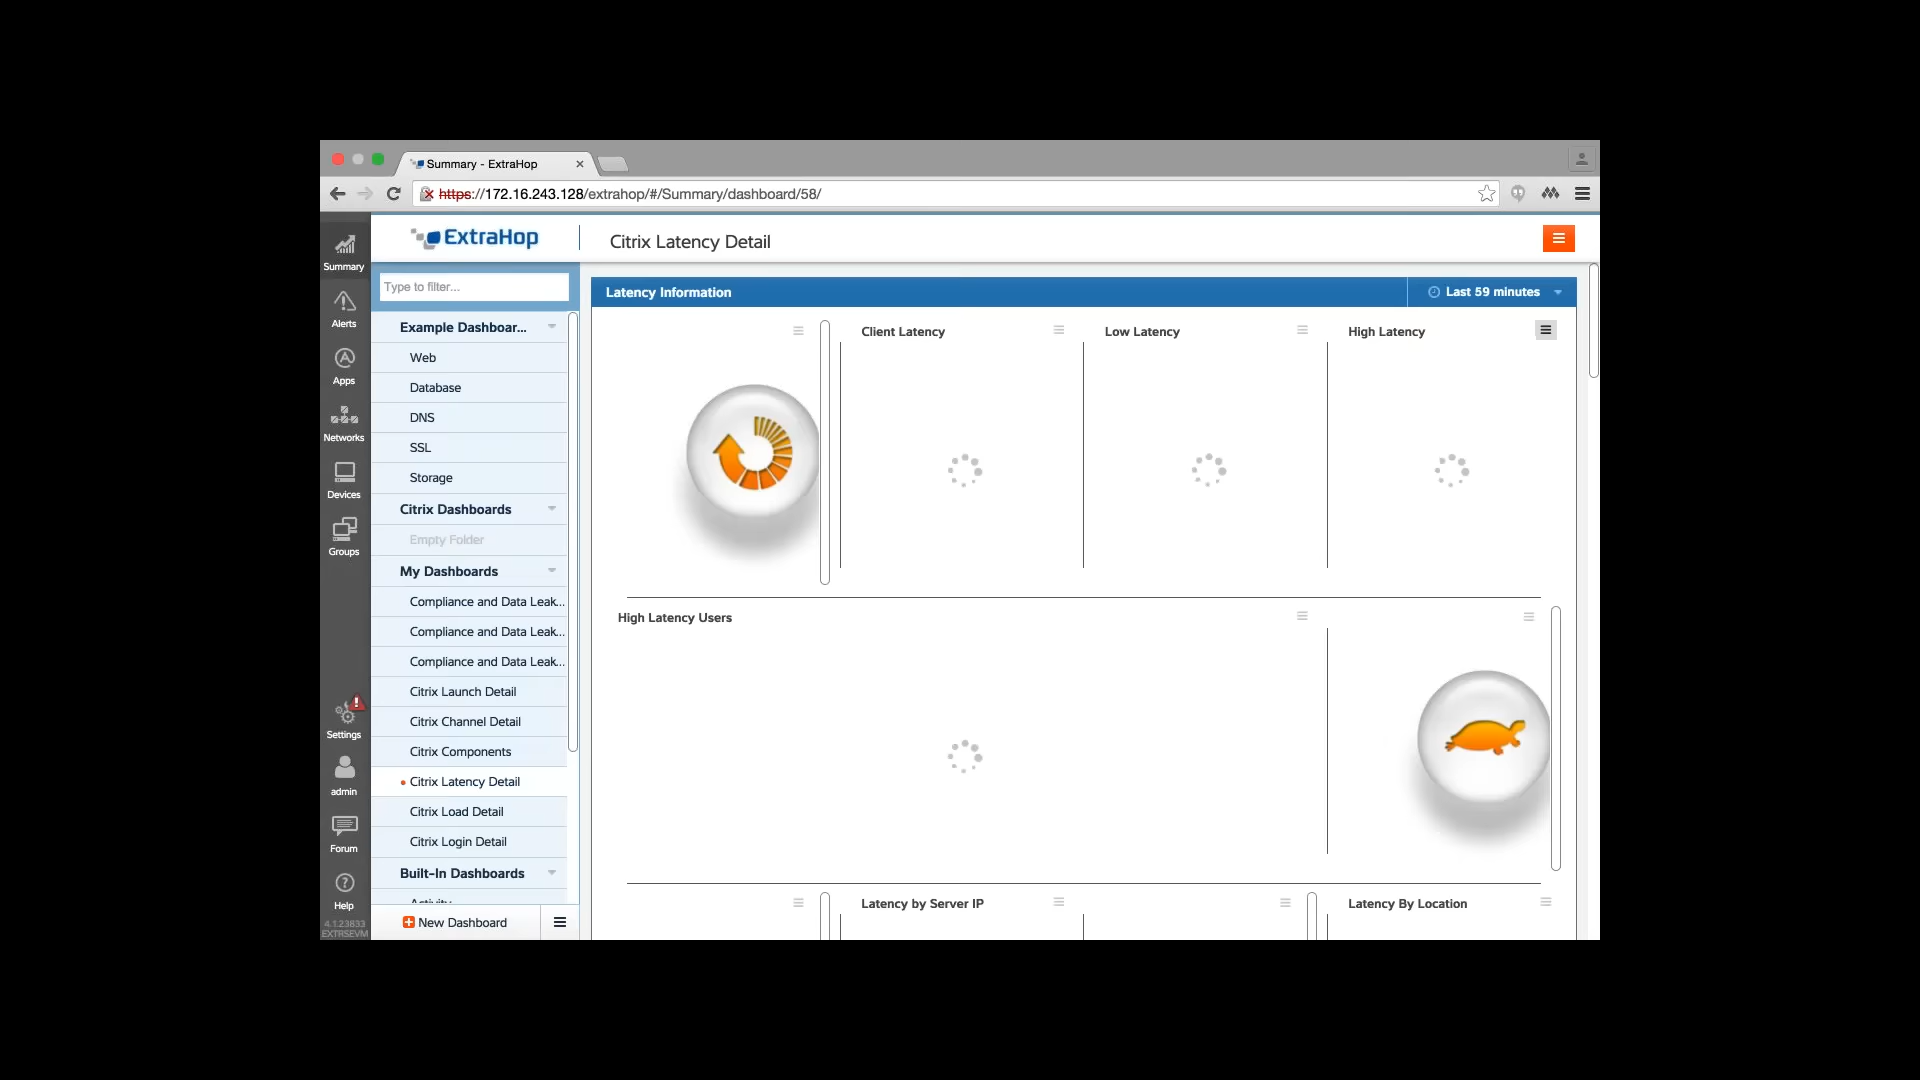 Summary - ExtraHop
https://172.16.243.128/extrahop/#/Summary/dashboard/58/
ExtraHop
Citrix Latency Detail
Summary
Alerts
Apps
Networks
Devices
Groups
Settings
admin
Forum
Help
4.1.23833
EXTRSEVM
Type to filter...
Example Dashboar...
Web
Database
DNS
SSL
Storage
Citrix Dashboards
Empty Folder
My Dashboards
Compliance and Data Leak...
Compliance and Data Leak...
Compliance and Data Leak...
Citrix Launch Detail
Citrix Channel Detail
Citrix Components
Citrix Latency Detail
Citrix Load Detail
Citrix Login Detail
Built-In Dashboards
Activity
New Dashboard
Latency Information
Last 59 minutes
Client Latency
Low Latency
High Latency
High Latency Users
Latency by Server IP
Latency By Location